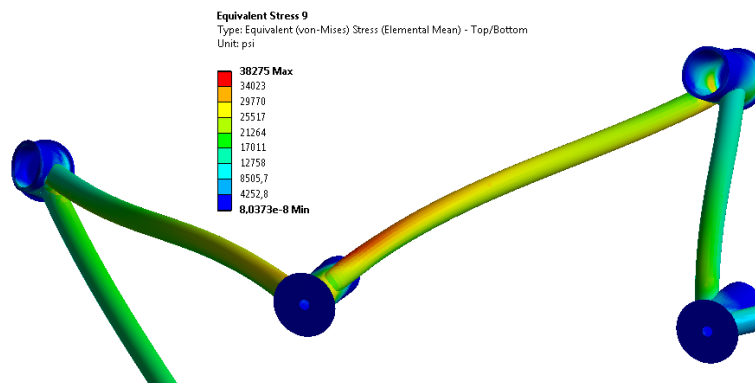 Equivalent Stress 9
Type: Equivalent (von-Mises) Stress (Elemental Mean) - Top/Bottom
Unit: psi
38275 Max
34023
29770
25517
21264
17011
12758
8505,7
4252,8
8,0373e-8 Min